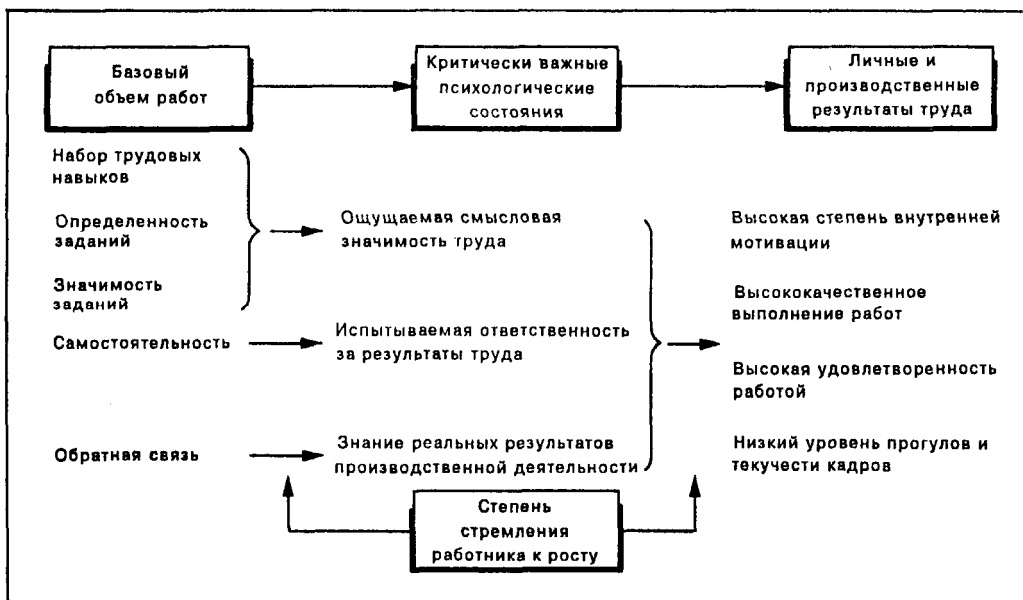 Базовый
объем работ
Критически важные
психологические
состояния
Личные и
производственные
результаты труда
Набор трудовых
навыков
Определенность
заданий
Значимость
заданий
Самостоятельность
Обратная связь
Ощущаемая смысловая
значимость труда
Испытываемая ответственность
за результаты труда
Знание реальных результатов
производственной деятельности
Высокая степень внутренней
мотивации
Высококачественное
выполнение работ
Высокая удовлетворенность
работой
Низкий уровень прогулов и
текучести кадров
Степень
стремления
работника к росту